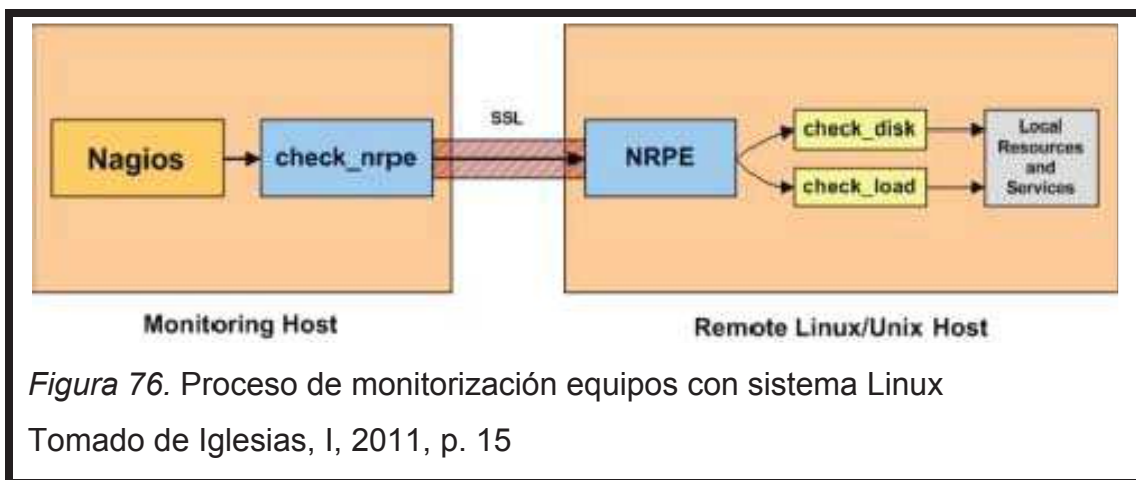 Nagios
check_nrpe
SSL
NRPE
check_disk
check_load
Local
Resources
and
Services
Monitoring Host
Remote Linux/Unix Host
Figura 76. Proceso de monitorización equipos con sistema Linux
Tomado de Iglesias, I, 2011, p. 15